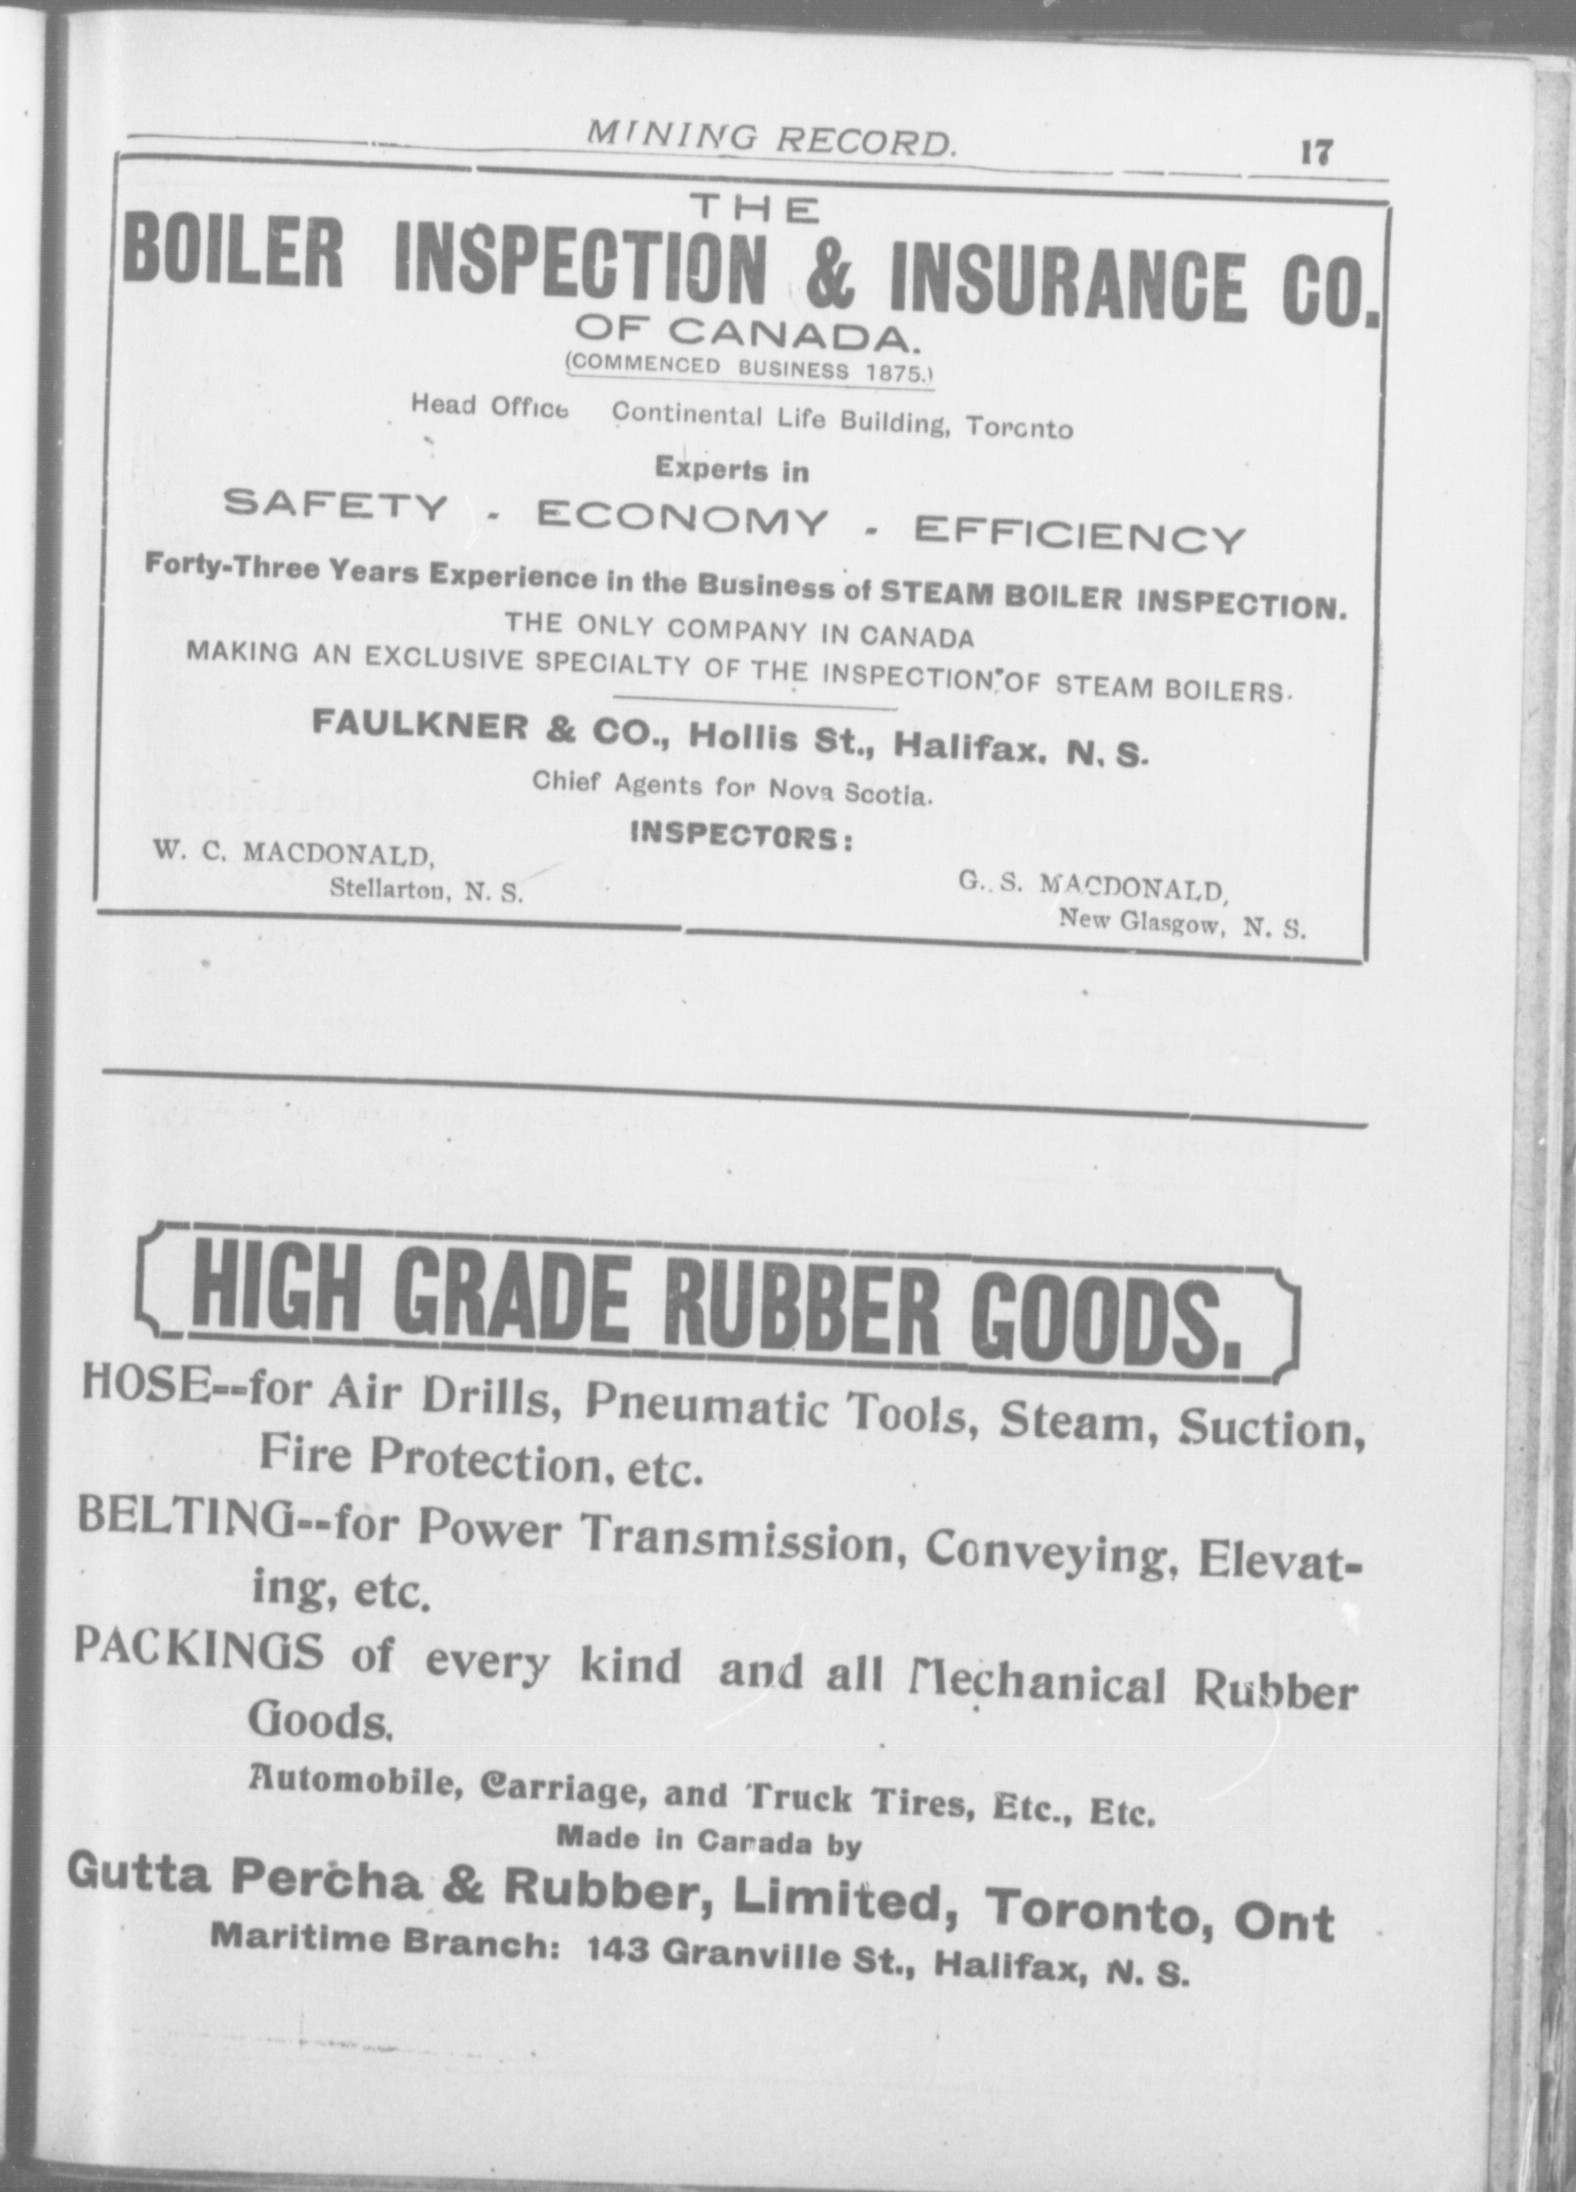 MINING RECORD. 17
THE
BOILER INSPECTION & INSURANCE CO.
OF CANADA.
(COMMENCED BUSINESS 1875.)
Head Office Continental Life Building, Toronto
Experts in
SAFETY - ECONOMY - EFFICIENCY
Forty-Three Years Experience in the Business of STEAM BOILER INSPECTION.
THE ONLY COMPANY IN CANADA
MAKING AN EXCLUSIVE SPECIALTY OF THE INSPECTION OF STEAM BOILERS.
FAULKNER & CO., Hollis St., Halifax, N. S.
Chief Agents for Nova Scotia.
INSPECTORS:
W. C. MACDONALD,
Stellarton, N. S.
G. S. MACDONALD,
New Glasgow, N. S.
HIGH GRADE RUBBER GOODS.
HOSE--for Air Drills, Pneumatic Tools, Steam, Suction,
Fire Protection, etc.
BELTING--for Power Transmission, Conveying, Elevat-
ing, etc.
PACKINGS of every kind and all Mechanical Rubber
Goods.
Automobile, Carriage, and Truck Tires, Etc., Etc.
Made in Canada by
Gutta Percha & Rubber, Limited, Toronto, Ont
Maritime Branch: 143 Granville St., Halifax, N. S.